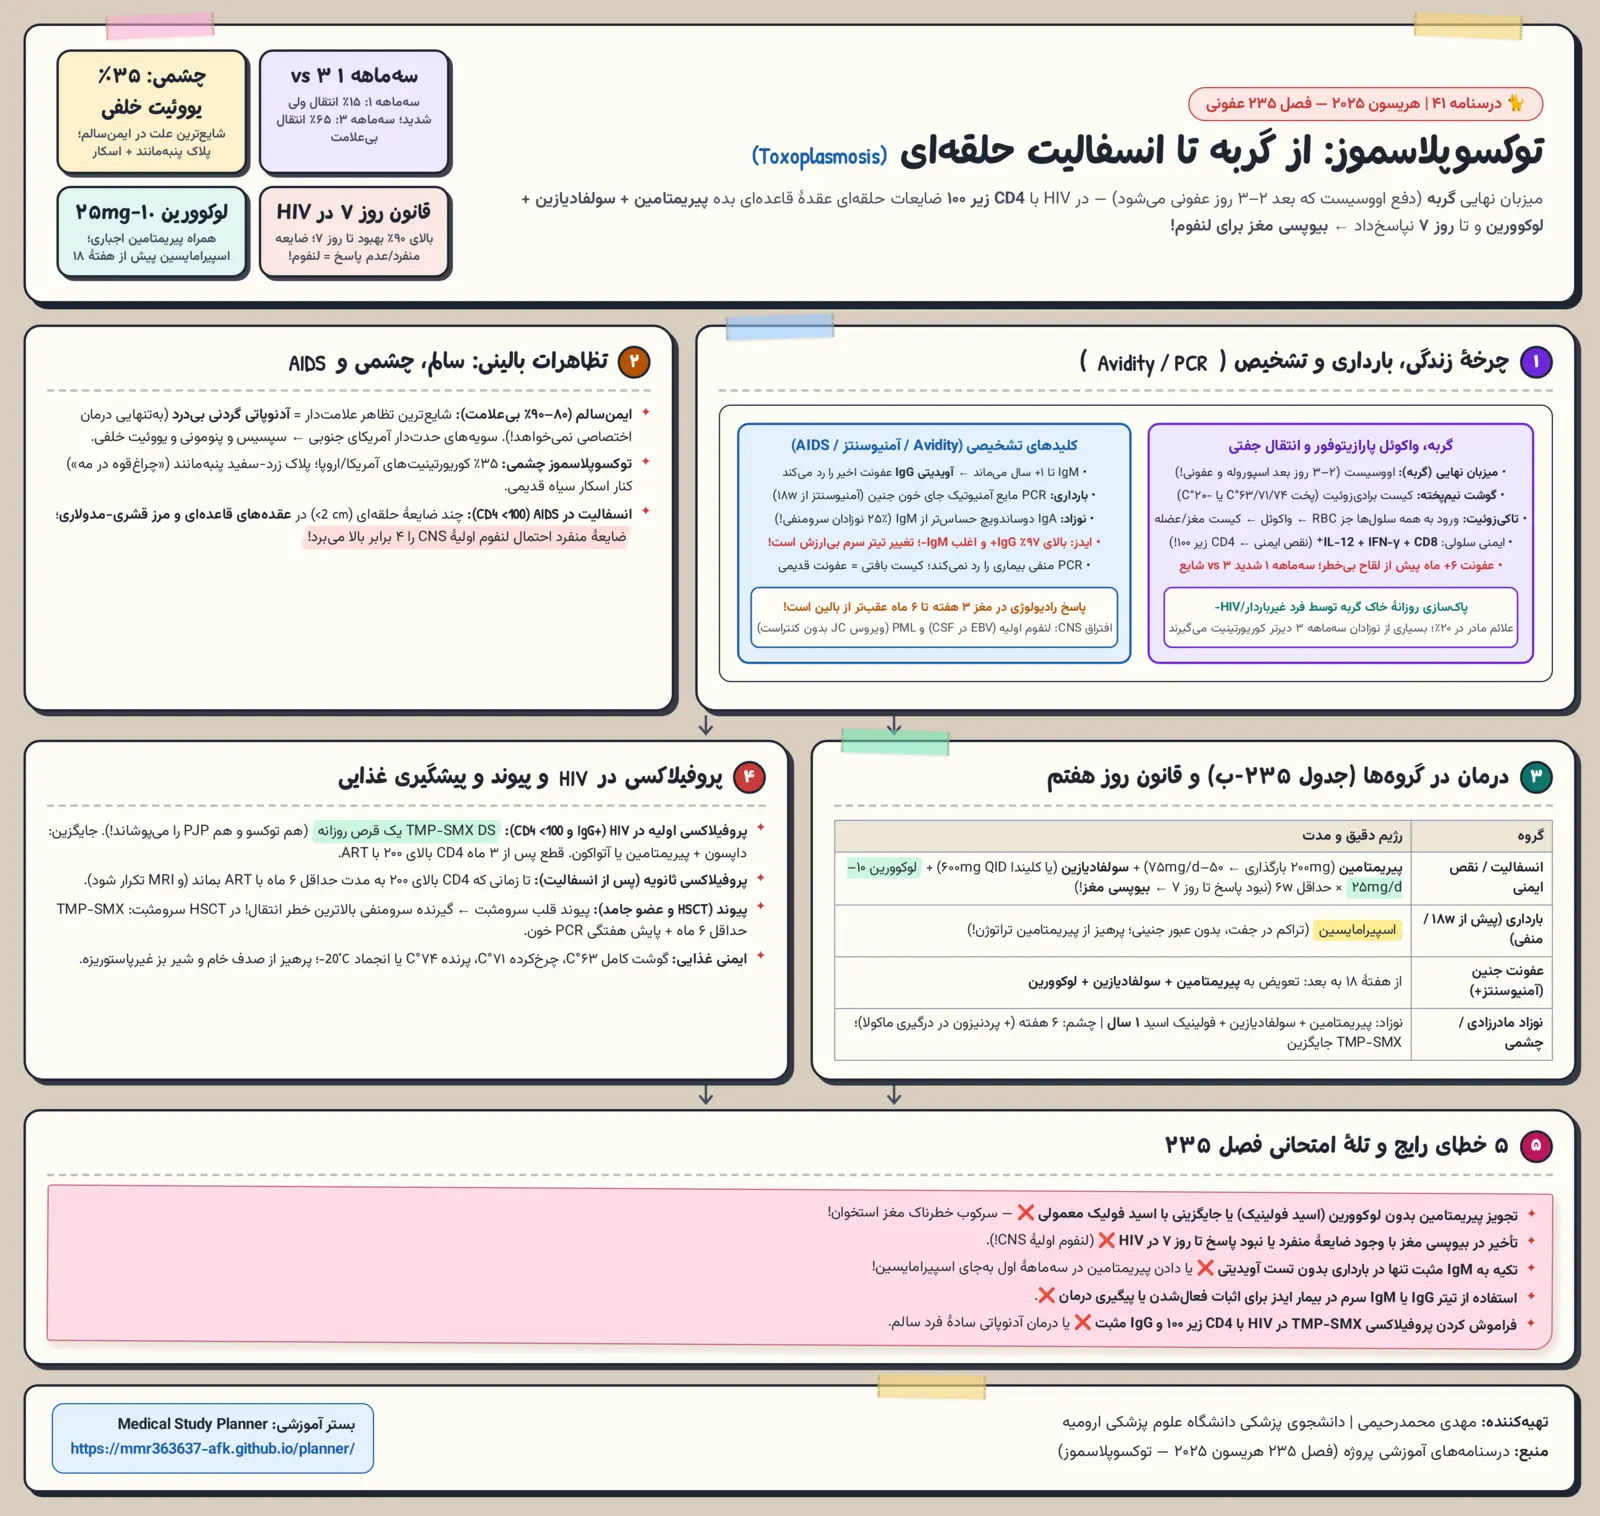 🐈 درسنامه ۴۱ | هریسون ۲۰۲۵ — فصل ۲۳۵ عفونی
توکسوپلاسموز: از گربه تا انسفالیت حلقه‌ای (Toxoplasmosis)
میزبان نهایی گربه (دفع اووسیست که بعد ۲–۳ روز عفونی می‌شود) — در HIV با CD4 زیر ۱۰۰ ضایعات حلقه‌ای عقدهٔ قاعده‌ای بده پیریمتامین + سولفادیازین +
لوکوورین و تا روز ۷ نپاسخ‌داد ← بیوپسی مغز برای لنفوم!
سه‌ماهه ۱ vs ۳
سه‌ماهه ۱: ۱۵٪ انتقال ولی
شدید؛ سه‌ماهه ۳: ۶۵٪ انتقال
بی‌علامت
چشمی: ۳۵٪
یووئیت خلفی
شایع‌ترین علت در ایمن‌سالم؛
پلاک پنبه‌مانند + اسکار
قانون روز ۷ در HIV
بالای ۹۰٪ بهبود تا روز ۷؛ ضایعه
منفرد/عدم پاسخ = لنفوم!
لوکوورین ۱۰–۲۵mg
همراه پیریمتامین اجباری؛
اسپیرامایسین پیش از هفتهٔ ۱۸
۱ چرخهٔ زندگی، بارداری و تشخیص ( Avidity / PCR )
گربه، واکوئل پارازیتوفور و انتقال جفتی
• میزبان نهایی (گربه): اووسیست (۲–۳ روز بعد اسپوروله و عفونی!)
• گوشت نیم‌پخته: کیست برادی‌زوئیت (پخت ۶۳/۷۱/۷۴°C یا -۲۰°C)
• تاکی‌زوئیت: ورود به همه سلول‌ها جز RBC ← واکوئل ← کیست مغز/عضله
• ایمنی سلولی: IL-12 + IFN-γ + CD8⁺ (نقص ایمنی ← CD4 زیر ۱۰۰!)
• عفونت ۶+ ماه پیش از لقاح بی‌خطر؛ سه‌ماهه ۱ شدید vs ۳ شایع
پاک‌سازی روزانهٔ خاک گربه توسط فرد غیرباردار/HIV-
علائم مادر در ۲۰٪؛ بسیاری از نوزادان سه‌ماهه ۳ دیرتر کوریورتینیت می‌گیرند
کلیدهای تشخیصی (Avidity / آمنیوسنتز / AIDS)
• IgM تا ۱+ سال می‌ماند ← آویدیتی IgG عفونت اخیر را رد می‌کند
• بارداری: PCR مایع آمنیوتیک جای خون جنین (آمنیوسنتز از ۱۸w)
• نوزاد: IgA دوساندویچ حساس‌تر از IgM (۲۵٪ نوزادان سرومنفی!)
• ایدز: بالای ۹۷٪ IgG+ و اغلب IgM-؛ تغییر تیتر سرم بی‌ارزش است!
• PCR منفی بیماری را رد نمی‌کند؛ کیست بافتی = عفونت قدیمی
پاسخ رادیولوژی در مغز ۳ هفته تا ۶ ماه عقب‌تر از بالین است!
افتراق CNS: لنفوم اولیه (EBV در CSF) و PML (ویروس JC بدون کنتراست)
۲ تظاهرات بالینی: سالم، چشمی و AIDS
ایمن‌سالم (۸۰–۹۰٪ بی‌علامت): شایع‌ترین تظاهر علامت‌دار = آدنوپاتی گردنی بی‌درد (به‌تنهایی درمان
اختصاصی نمی‌خواهد!). سویه‌های حدت‌دار آمریکای جنوبی ← سپسیس و پنومونی و یووئیت خلفی.
توکسوپلاسموز چشمی: ۳۵٪ کوریورتینیت‌های آمریکا/اروپا؛ پلاک زرد-سفید پنبه‌مانند («چراغ‌قوه در مه»)
کنار اسکار سیاه قدیمی.
انسفالیت در AIDS (CD4 <100): چند ضایعهٔ حلقه‌ای (<2 cm) در عقده‌های قاعده‌ای و مرز قشری-مدولاری؛
ضایعهٔ منفرد احتمال لنفوم اولیهٔ CNS را ۴ برابر بالا می‌برد!
۳ درمان در گروه‌ها (جدول ۲۳۵-ب) و قانون روز هفتم
گروه
رژیم دقیق و مدت
انسفالیت / نقص
ایمنی
پیریمتامین (۲۰۰mg بارگذاری ← ۵۰–۷۵mg/d) + سولفادیازین (یا کلیندا ۶۰۰mg QID) + لوکوورین ۱۰–
۲۵mg/d × حداقل ۶w (نبود پاسخ تا روز ۷ ← بیوپسی مغز!)
بارداری (پیش از ۱۸w /
منفی)
اسپیرامایسین (تراکم در جفت، بدون عبور جنینی؛ پرهیز از پیریمتامین تراتوژن!)
عفونت جنین
(آمنیوسنتز+)
از هفتهٔ ۱۸ به بعد: تعویض به پیریمتامین + سولفادیازین + لوکوورین
نوزاد مادرزادی /
چشمی
نوزاد: پیریمتامین + سولفادیازین + فولینیک اسید ۱ سال | چشم: ۶ هفته (+ پردنیزون در درگیری ماکولا)؛
TMP-SMX جایگزین
۴ پروفیلاکسی در HIV و پیوند و پیشگیری غذایی
پروفیلاکسی اولیه در HIV (IgG+ و CD4 <100): TMP-SMX DS یک قرص روزانه (هم توکسو و هم PJP را می‌پوشاند!). جایگزین:
داپسون + پیریمتامین یا آتواکون. قطع پس از ۳ ماه CD4 بالای ۲۰۰ با ART.
پروفیلاکسی ثانویه (پس از انسفالیت): تا زمانی که CD4 بالای ۲۰۰ به مدت حداقل ۶ ماه با ART بماند (و MRI تکرار شود).
پیوند (HSCT و عضو جامد): پیوند قلب سرومثبت ← گیرنده سرومنفی بالاترین خطر انتقال! در HSCT سرومثبت: TMP-SMX
حداقل ۶ ماه + پایش هفتگی PCR خون.
ایمنی غذایی: گوشت کامل ۶۳°C، چرخ‌کرده ۷۱°C، پرنده ۷۴°C یا انجماد -20°C؛ پرهیز از صدف خام و شیر بز غیرپاستوریزه.
۵ ۵ خطای رایج و تلهٔ امتحانی فصل ۲۳۵
تجویز پیریمتامین بدون لوکوورین (اسید فولینیک) یا جایگزینی با اسید فولیک معمولی ❌ — سرکوب خطرناک مغز استخوان!
تأخیر در بیوپسی مغز با وجود ضایعهٔ منفرد یا نبود پاسخ تا روز ۷ در HIV ❌ (لنفوم اولیهٔ CNS!).
تکیه به IgM مثبت تنها در بارداری بدون تست آویدیتی ❌ یا دادن پیریمتامین در سه‌ماههٔ اول به‌جای اسپیرامایسین!
استفاده از تیتر IgG یا IgM سرم در بیمار ایدز برای اثبات فعال‌شدن یا پیگیری درمان ❌.
فراموش کردن پروفیلاکسی TMP-SMX در HIV با CD4 زیر ۱۰۰ و IgG مثبت ❌ یا درمان آدنوپاتی سادهٔ فرد سالم.
تهیه‌کننده: مهدی محمدرحیمی | دانشجوی پزشکی دانشگاه علوم پزشکی ارومیه
منبع: درسنامه‌های آموزشی پروژه (فصل ۲۳۵ هریسون ۲۰۲۵ — توکسوپلاسموز)
بستر آموزشی: Medical Study Planner
https://mmr363637-afk.github.io/planner/